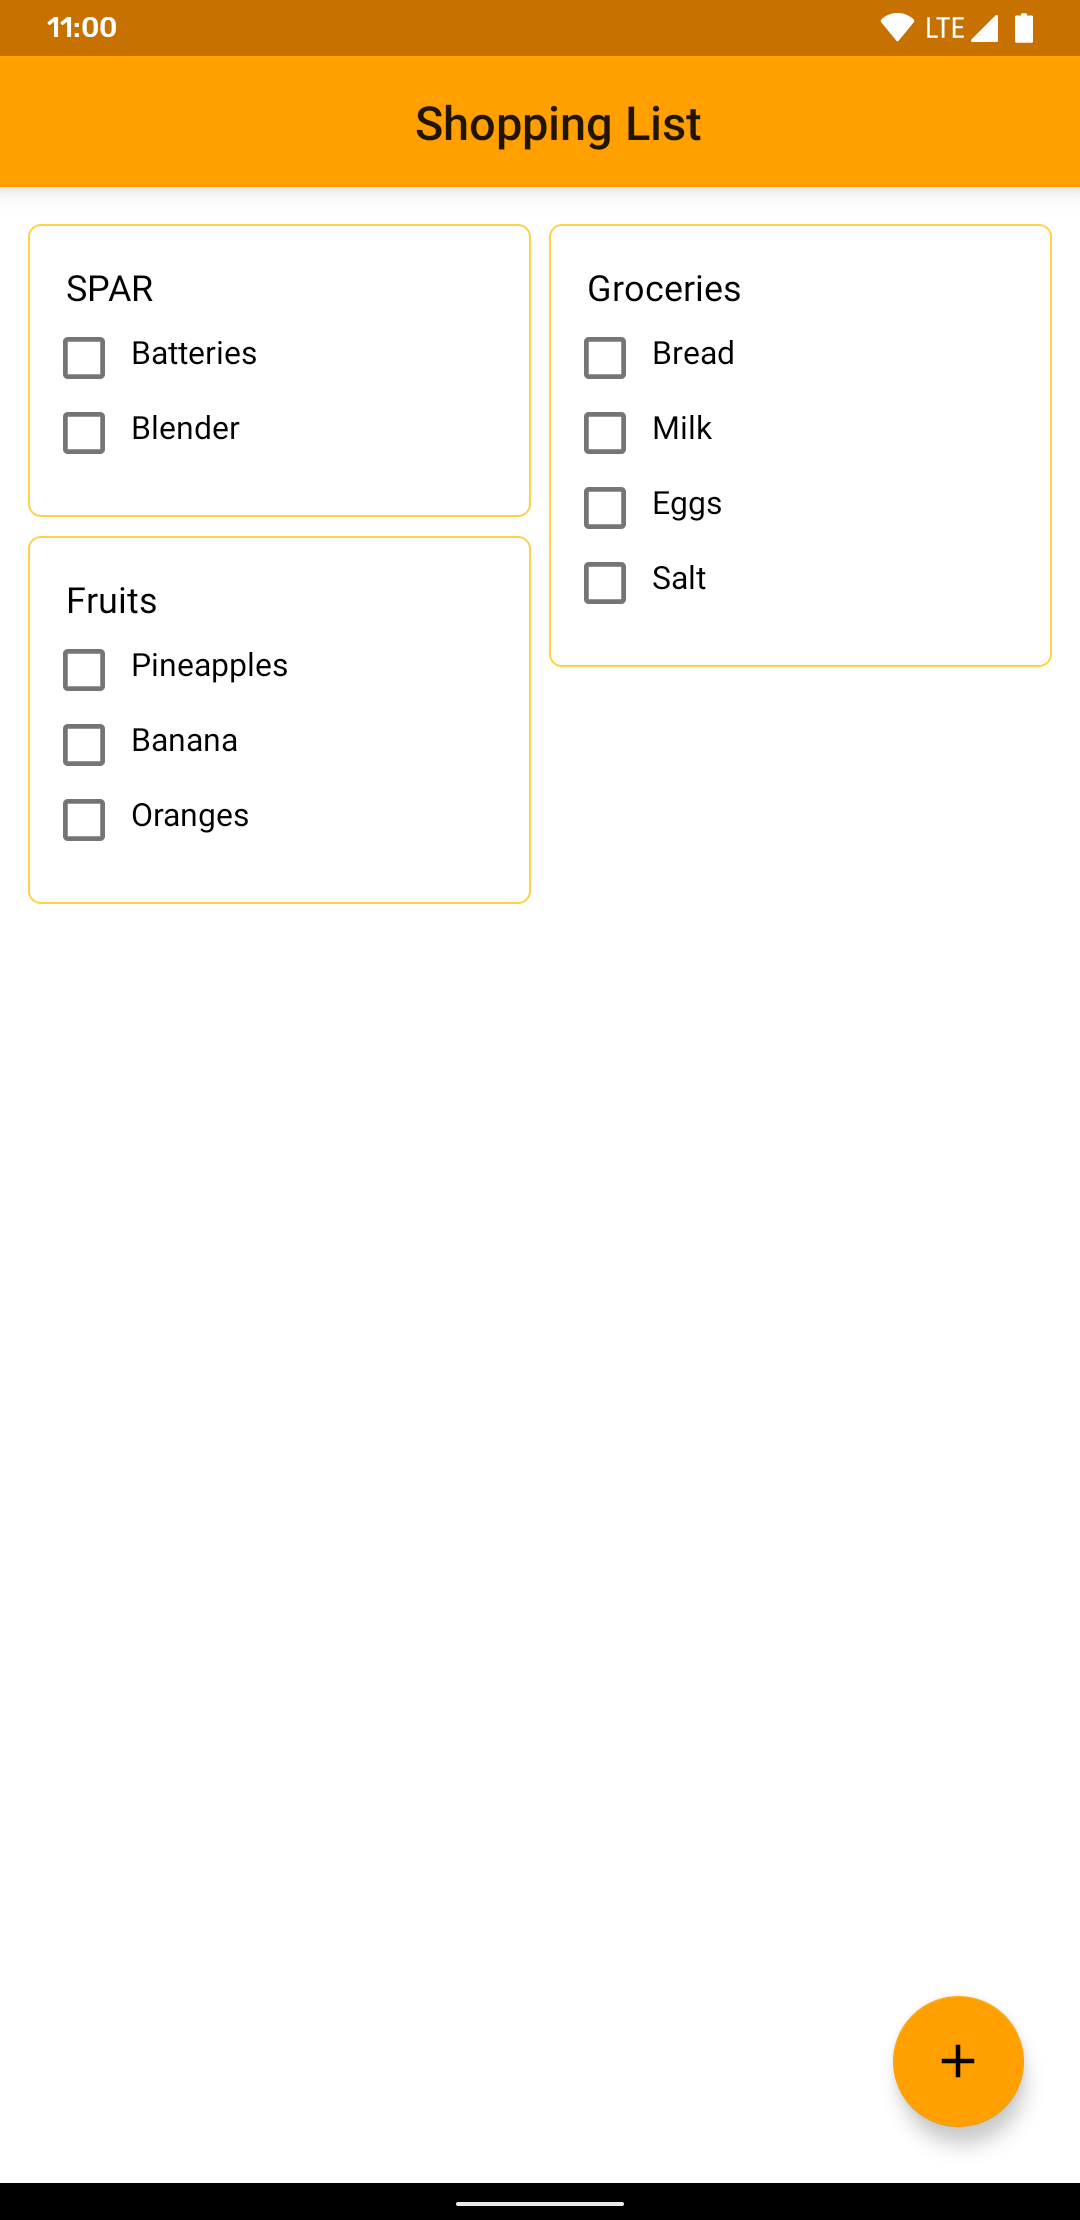 11:00
LTE
Shopping List
SPAR
Batteries
Blender
Groceries
Bread
Milk
Eggs
Salt
Fruits
Pineapples
Banana
Oranges